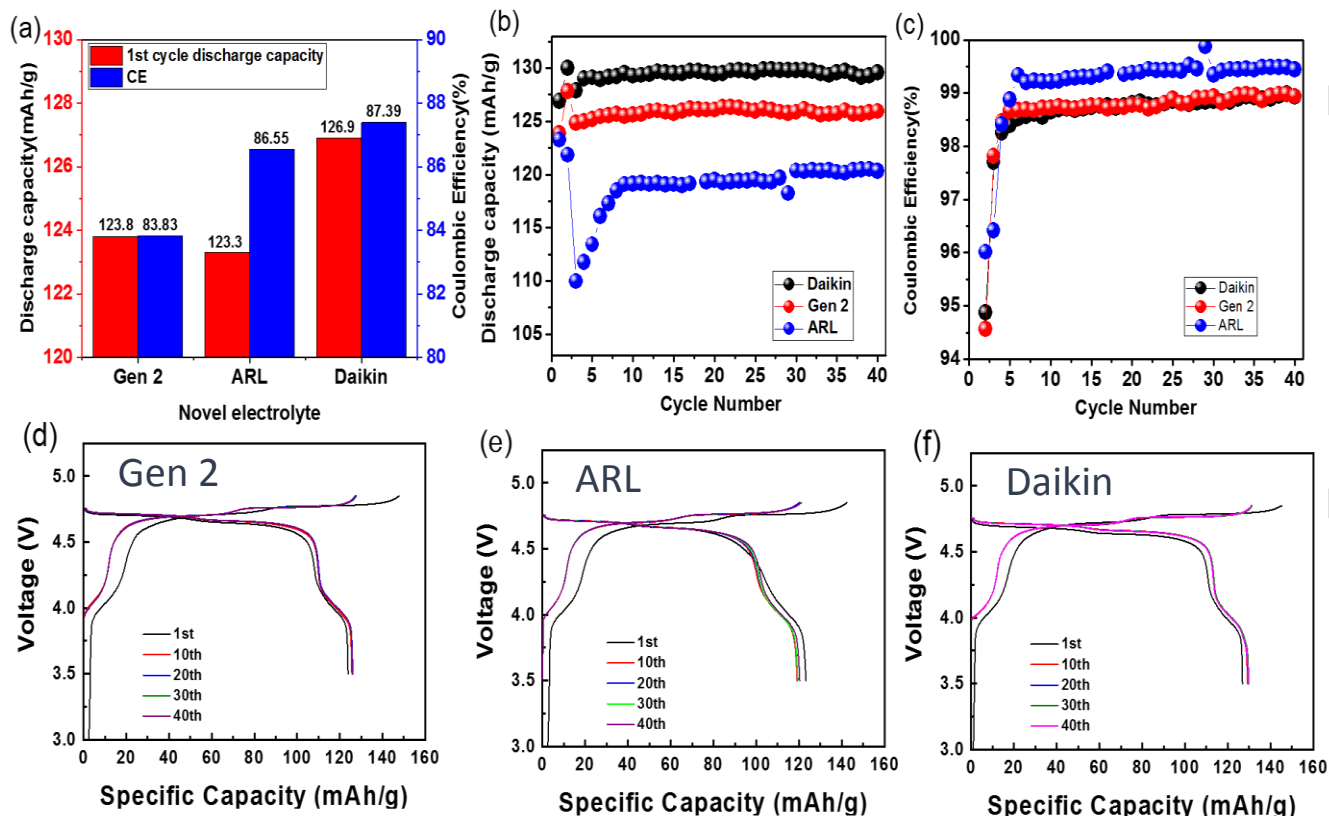 (a)
130
128
126
124
122
120
Discharge capacity(mAh/g)
1st cycle discharge capacity
CE
123.8
83.83
123.3
86.55
126.9
87.39
90
88
86
84
82
80
Coulombic Efficiency(%)
Gen 2
ARL
Daikin
Novel electrolyte
(b)
130
125
120
115
110
105
Discharge capacity (mAh/g)
Daikin
Gen 2
ARL
0 5 10 15 20 25 30 35 40
Cycle Number
(c)
100
99
98
97
96
95
94
Coulombic Efficiency(%)
Daikin
Gen 2
ARL
0 5 10 15 20 25 30 35 40
Cycle Number
(d)
Gen 2
5.0
4.5
4.0
3.5
3.0
Voltage (V)
1st
10th
20th
30th
40th
0 20 40 60 80 100 120 140 160
Specific Capacity (mAh/g)
(e)
ARL
5.0
4.5
4.0
3.5
3.0
Voltage (V)
1st
10th
20th
30th
40th
0 20 40 60 80 100 120 140 160
Specific Capacity (mAh/g)
(f)
Daikin
5.0
4.5
4.0
3.5
3.0
Voltage (V)
1st
10th
20th
30th
40th
0 20 40 60 80 100 120 140 160
Specific Capacity (mAh/g)